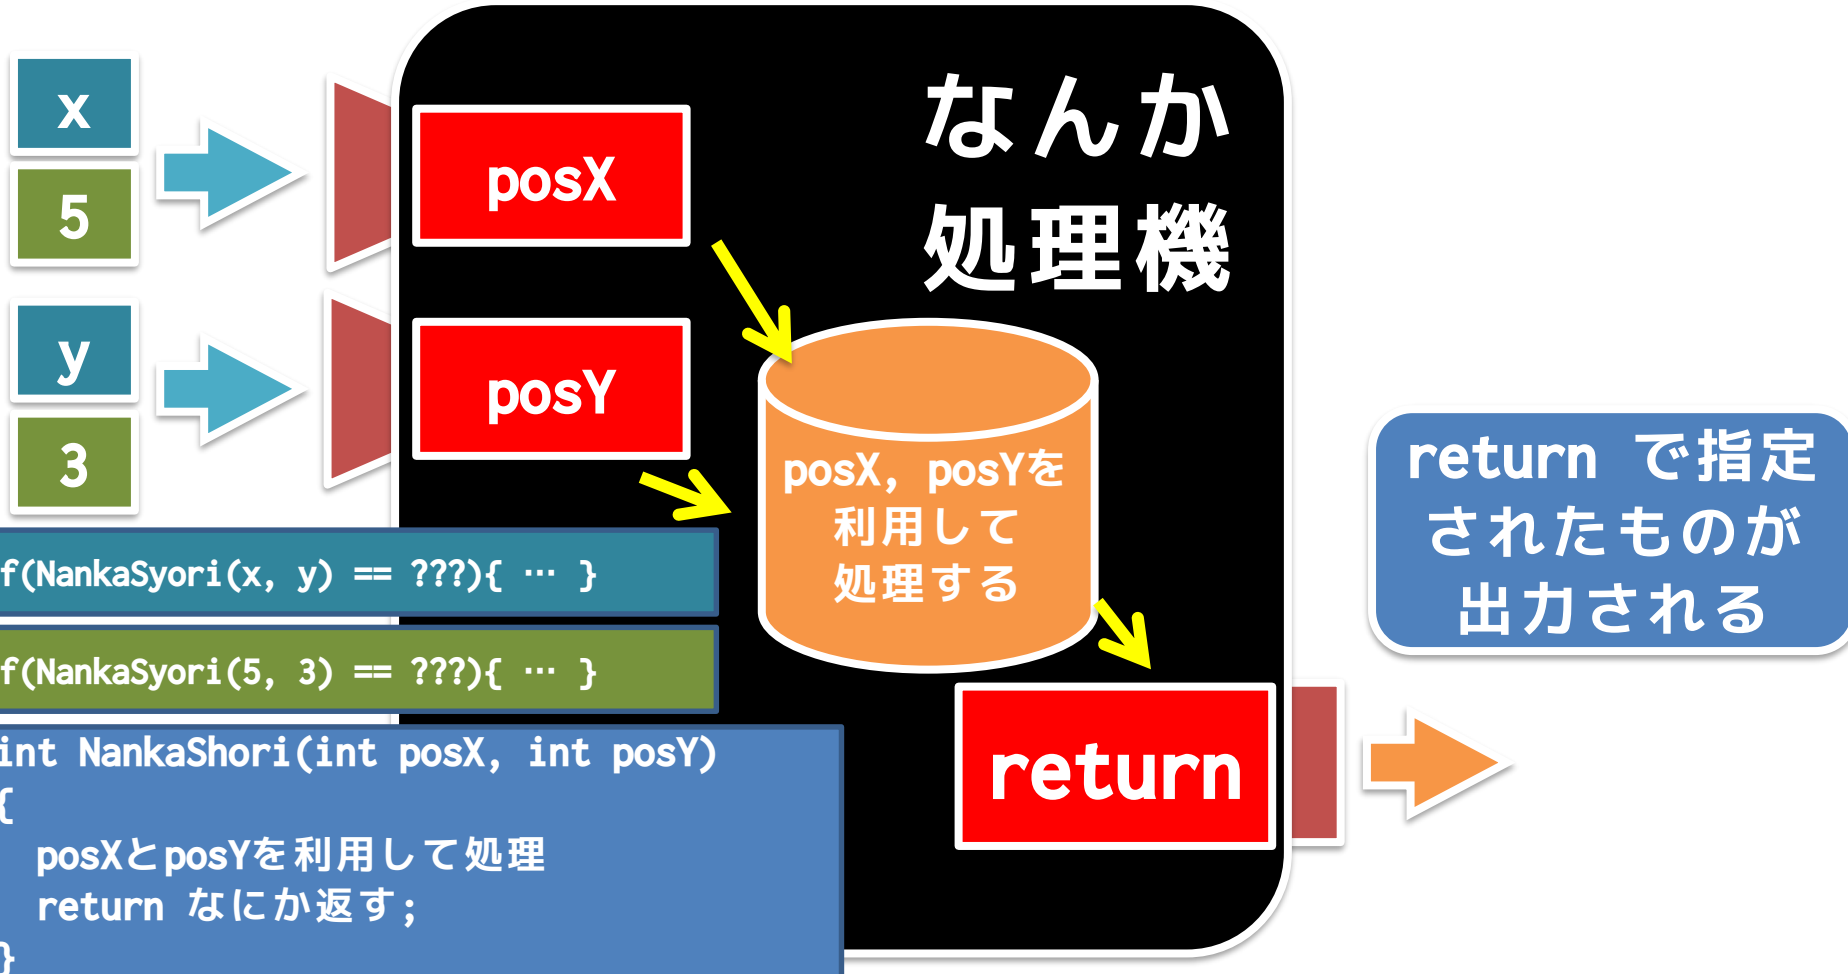 x
5
y
3
posX
posY
なんか
処理機
posX, posYを
利用して
処理する
return
return で指定
されたものが
出力される
f(NankaSyori(x, y) == ???){ … }
f(NankaSyori(5, 3) == ???){ … }
int NankaShori(int posX, int posY)
{
posXとposYを利用して処理
return なにか返す;
}